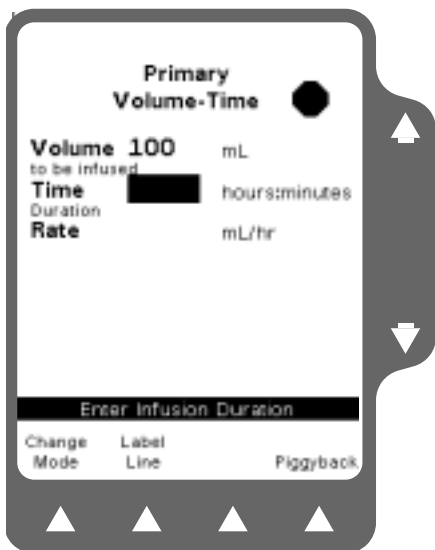 Primary
Volume-Time
Volume 100 mL
to be infused
Time hours:minutes
Duration
Rate mL/hr
Enter Infusion Duration
Change Label
Mode Line Piggyback